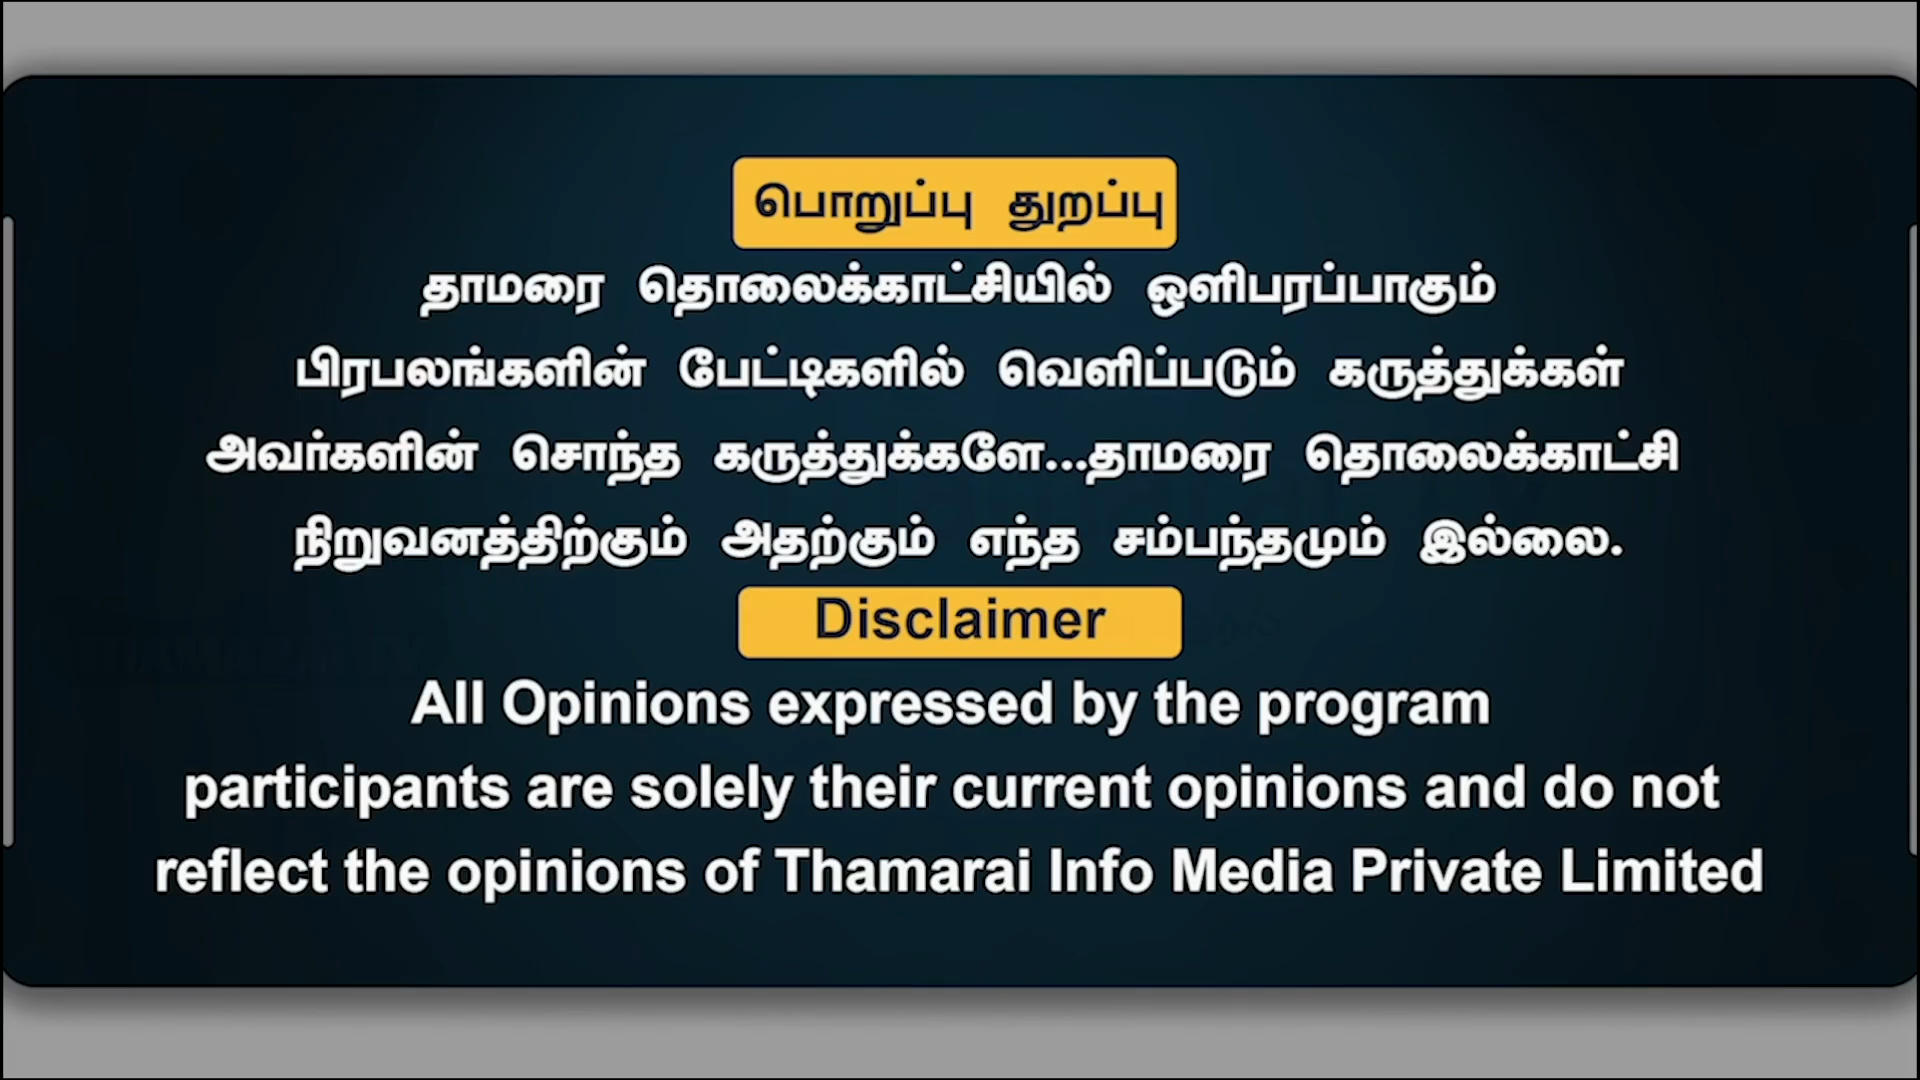 பொறுப்பு துறப்பு
தாமரை தொலைக்காட்சியில் ஒளிபரப்பாகும்
பிரபலங்களின் பேட்டிகளில் வெளிப்படும் கருத்துக்கள்
அவர்களின் சொந்த கருத்துக்களே...தாமரை தொலைக்காட்சி
நிறுவனத்திற்கும் அதற்கும் எந்த சம்பந்தமும் இல்லை.
Disclaimer
All Opinions expressed by the program
participants are solely their current opinions and do not
reflect the opinions of Thamarai Info Media Private Limited